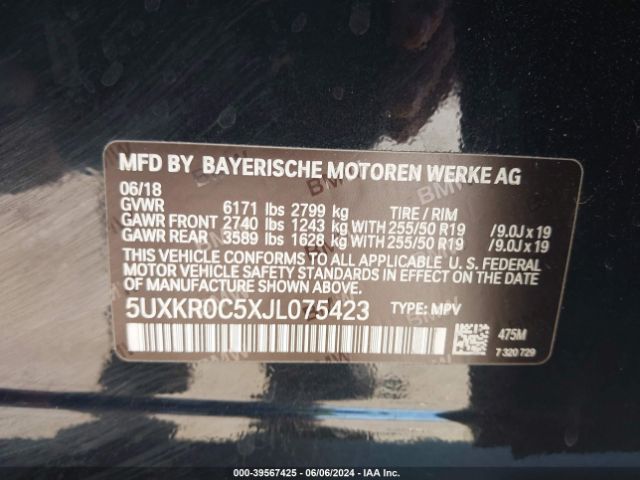 MFD BY BAYERISCHE MOTOREN WERKE AG
06/18
GVWR 6171 lbs 2799 kg TIRE / RIM
GAWR FRONT 2740 lbs 1243 kg WITH 255/50 R19 /9.0J x 19
GAWR REAR 3589 lbs 1628 kg WITH 255/50 R19 /9.0J x 19
THIS VEHICLE CONFORMS TO ALL APPLICABLE U.S. FEDERAL
MOTOR VEHICLE SAFETY STANDARDS IN EFFECT ON THE DATE
OF MANUFACTURE SHOWN ABOVE.
5UXKR0C5XJL075423 TYPE: MPV
475M
7 320 729
000-39567425 - 06/06/2024 - IAA Inc.